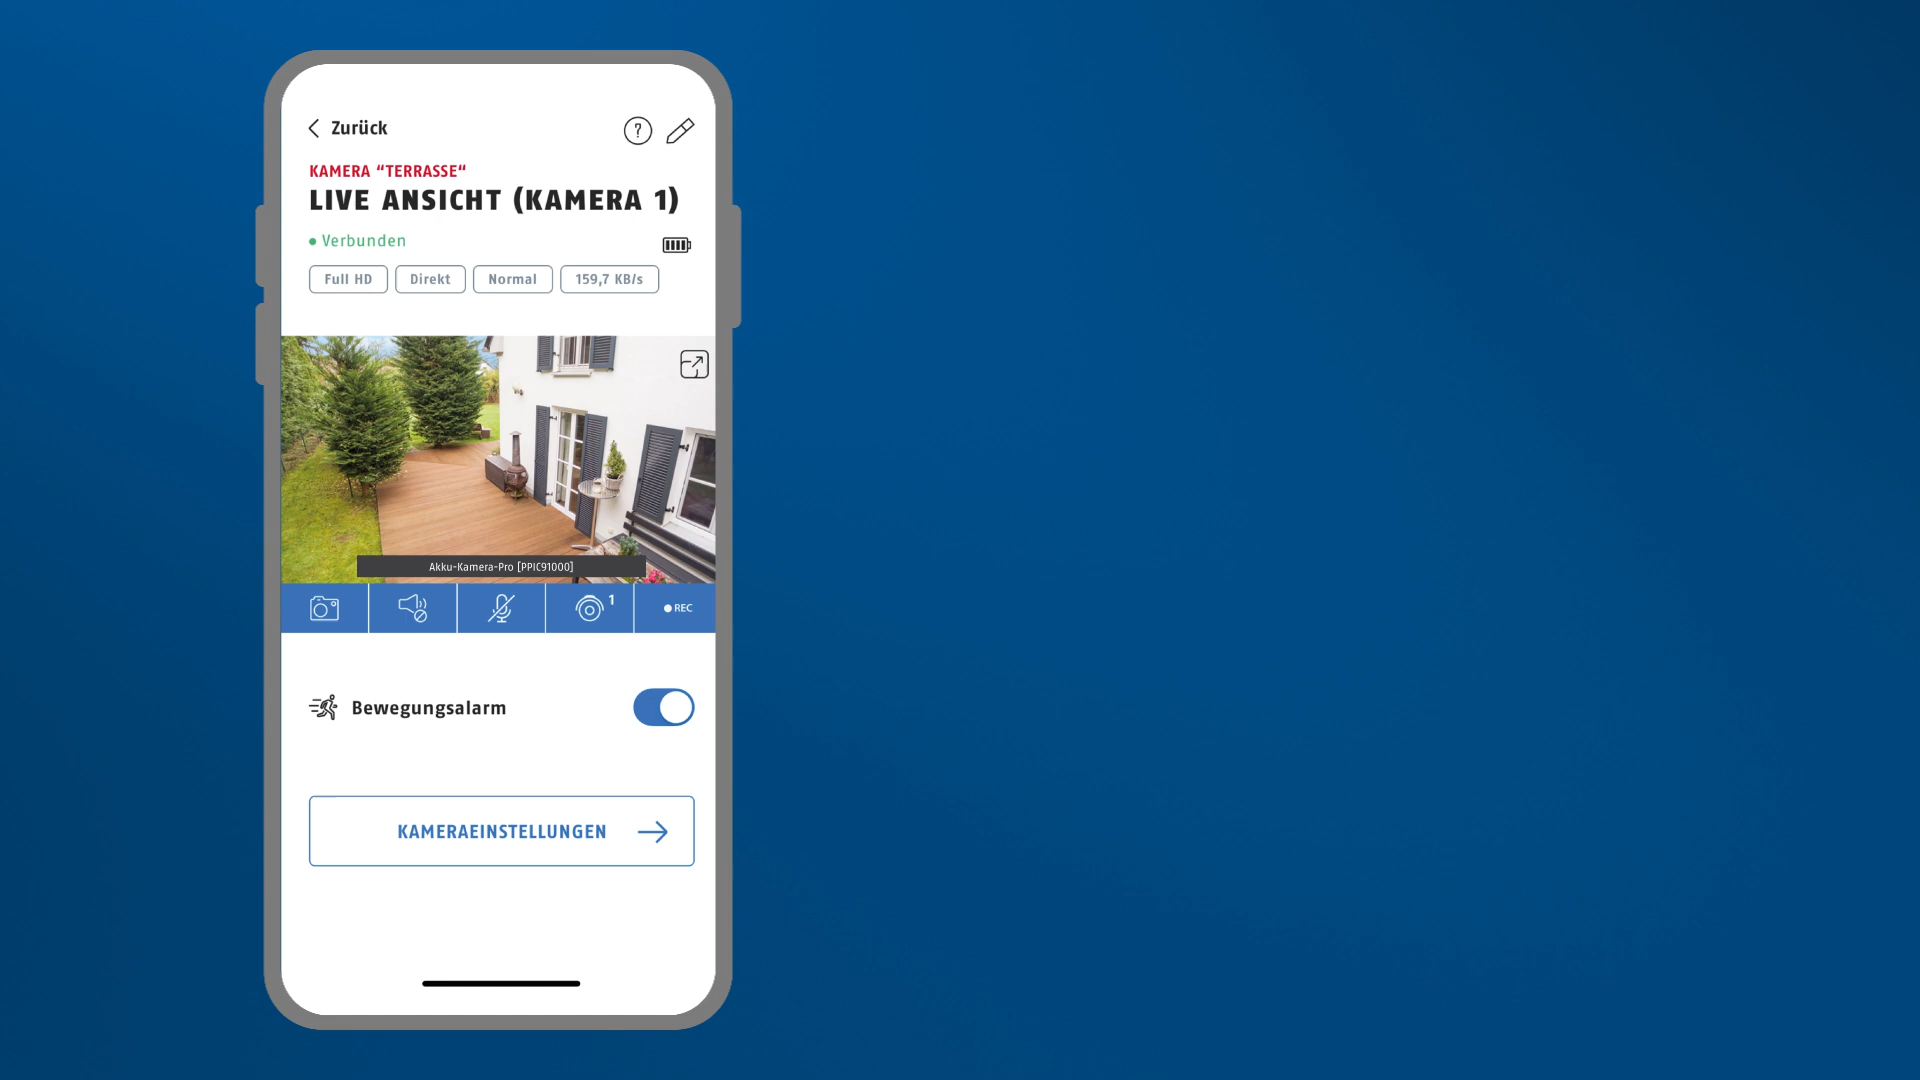 Zurück
KAMERA “TERRASSE“
LIVE ANSICHT (KAMERA 1)
Verbunden
Full HD Direkt Normal 159,7 KB/s
Akku-Kamera-Pro [PPIC91000]
1 REC
Bewegungsalarm
KAMERAEINSTELLUNGEN